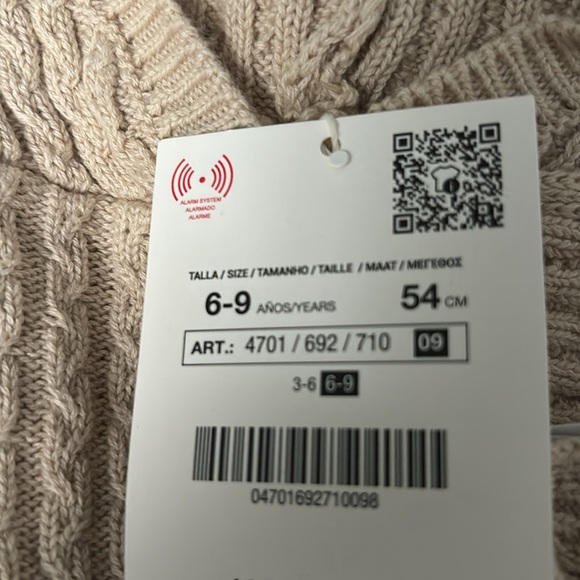 ALARM SYSTEM
ALARMADO
ALARME
TALLA / SIZE / TAMANHO / TAILLE / MAAT / ΜΕΓΕΘΟΣ
6-9 AÑOS/YEARS 54 CM
ART.: 4701 / 692 / 710 09
3-6 6-9
04701692710098